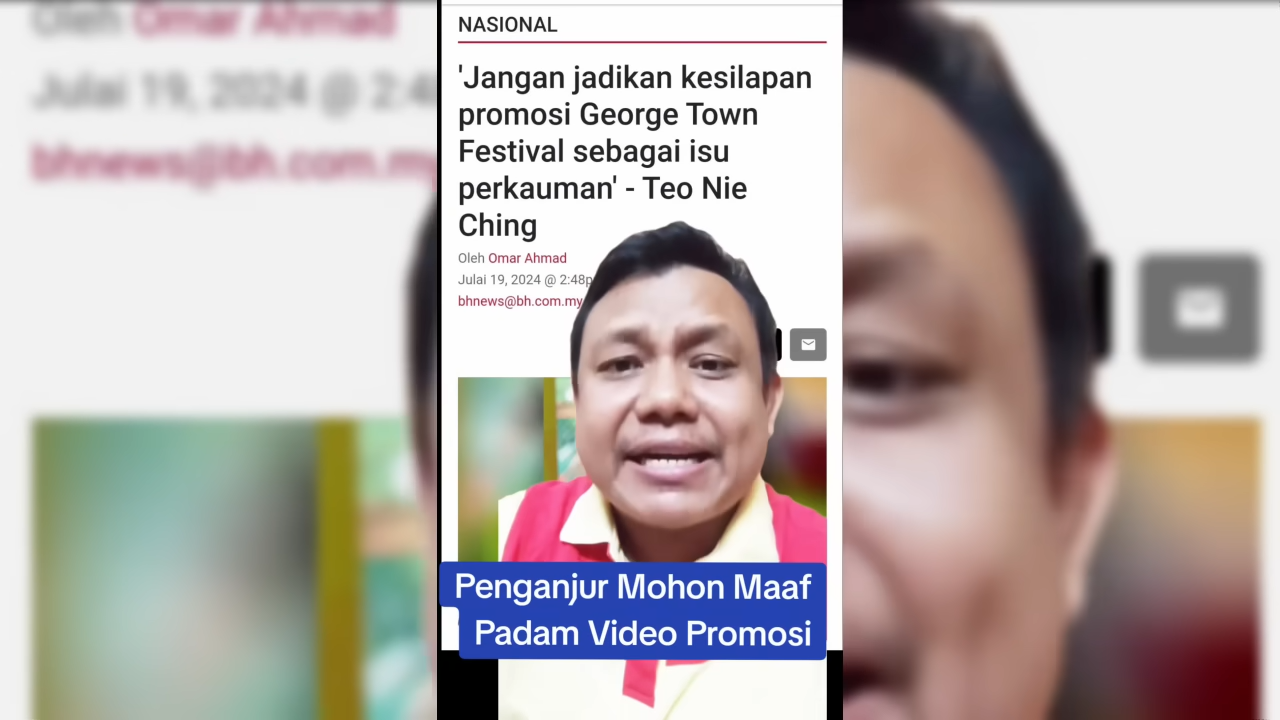 NASIONAL
'Jangan jadikan kesilapan
promosi George Town
Festival sebagai isu
perkauman' - Teo Nie
Ching
Oleh Omar Ahmad
Julai 19, 2024 @ 2:48p
bhnews@bh.com.my
Penganjur Mohon Maaf
Padam Video Promosi